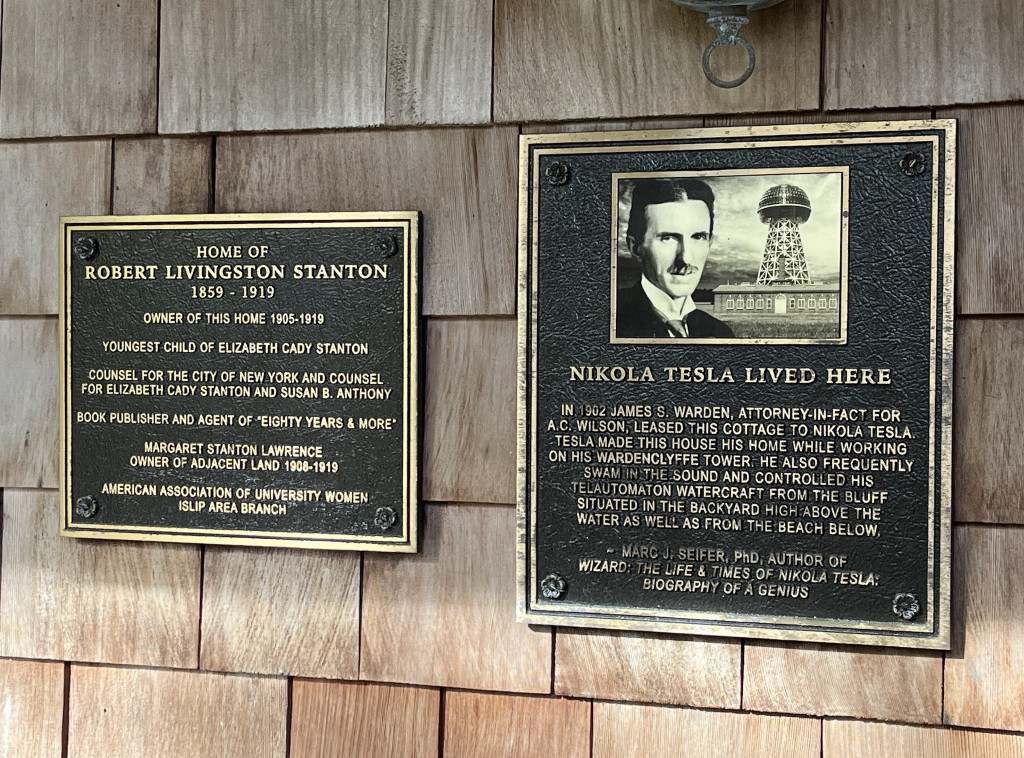 HOME OF
ROBERT LIVINGSTON STANTON
1859 - 1919
OWNER OF THIS HOME 1905-1919
YOUNGEST CHILD OF ELIZABETH CADY STANTON
COUNSEL FOR THE CITY OF NEW YORK AND COUNSEL
FOR ELIZABETH CADY STANTON AND SUSAN B. ANTHONY
BOOK PUBLISHER AND AGENT OF "EIGHTY YEARS & MORE"
MARGARET STANTON LAWRENCE
OWNER OF ADJACENT LAND 1908-1919
AMERICAN ASSOCIATION OF UNIVERSITY WOMEN
ISLIP AREA BRANCH
NIKOLA TESLA LIVED HERE
IN 1902 JAMES S. WARDEN, ATTORNEY-IN-FACT FOR
A.C. WILSON, LEASED THIS COTTAGE TO NIKOLA TESLA.
TESLA MADE THIS HOUSE HIS HOME WHILE WORKING
ON HIS WARDENCLYFFE TOWER. HE ALSO FREQUENTLY
SWAM IN THE SOUND AND CONTROLLED HIS
TELAUTOMATON WATERCRAFT FROM THE BLUFF
SITUATED IN THE BACKYARD HIGH ABOVE THE
WATER AS WELL AS FROM THE BEACH BELOW.
~ MARC J. SEIFER, PhD, AUTHOR OF
WIZARD: THE LIFE & TIMES OF NIKOLA TESLA:
BIOGRAPHY OF A GENIUS